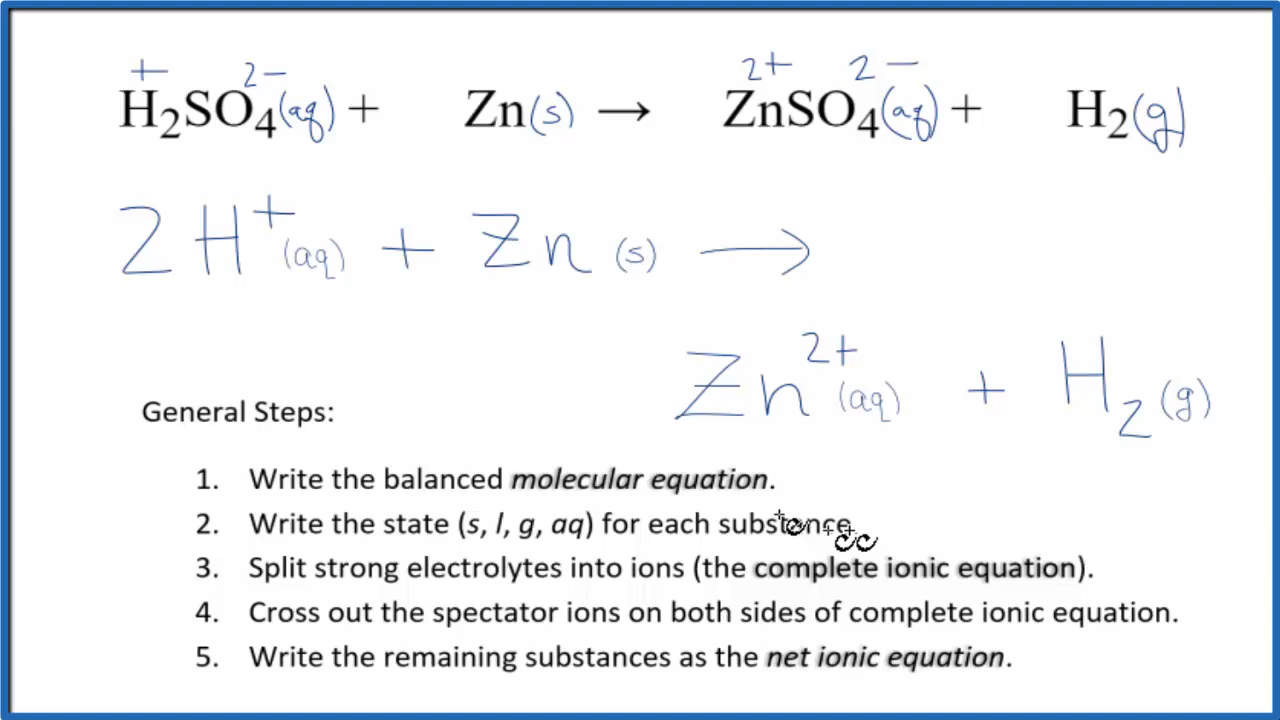 + 2- 2+ 2-
H₂SO₄(aq) + Zn(s) → ZnSO₄(aq) + H₂(g)
2H⁺(aq) + Zn(s) →
Zn²⁺(aq) + H₂(g)
General Steps:
1. Write the balanced molecular equation.
2. Write the state (s, l, g, aq) for each substance.
3. Split strong electrolytes into ions (the complete ionic equation).
4. Cross out the spectator ions on both sides of complete ionic equation.
5. Write the remaining substances as the net ionic equation.